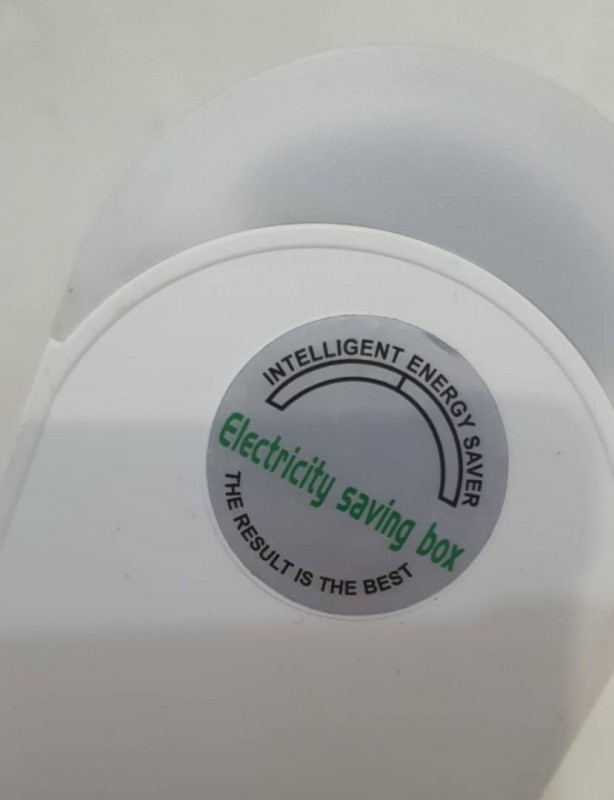 INTELLIGENT ENERGY SAVER
Electricity saving box
THE RESULT IS THE BEST